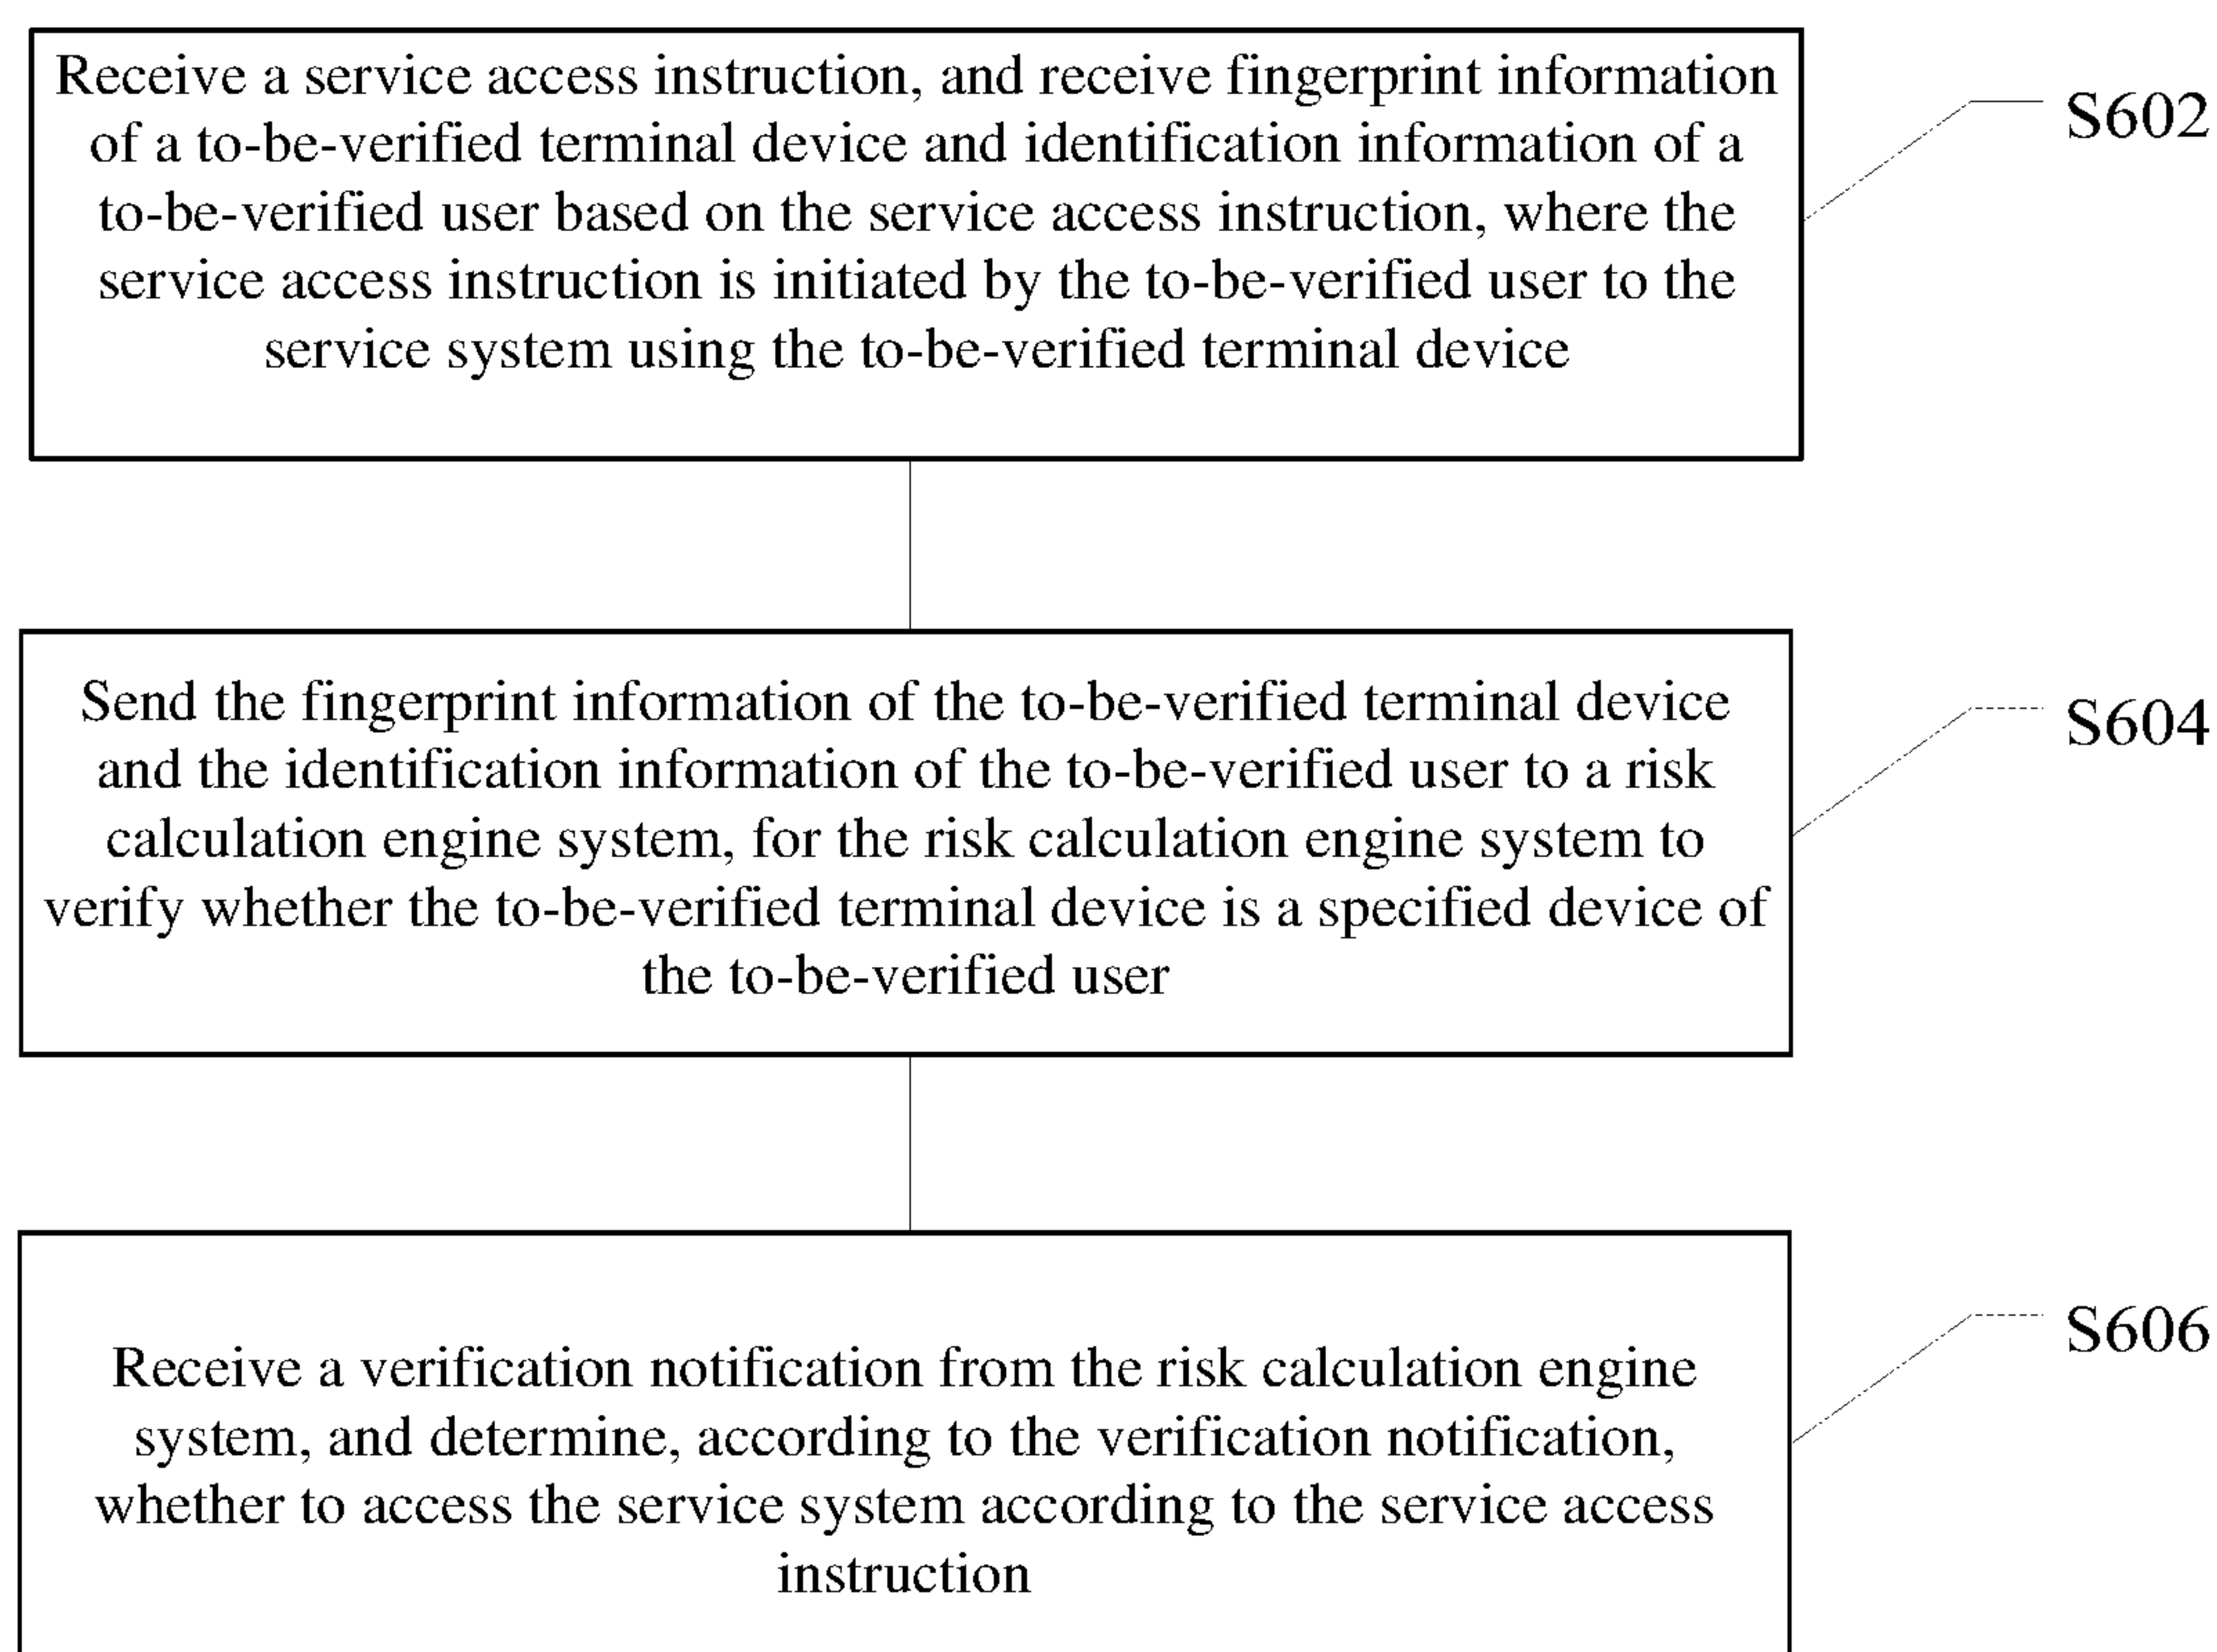 Receive a service access instruction, and receive fingerprint information
of a to-be-verified terminal device and identification information of a
to-be-verified user based on the service access instruction, where the
service access instruction is initiated by the to-be-verified user to the
service system using the to-be-verified terminal device
S602
Send the fingerprint information of the to-be-verified terminal device
and the identification information of the to-be-verified user to a risk
calculation engine system, for the risk calculation engine system to
verify whether the to-be-verified terminal device is a specified device of
the to-be-verified user
S604
Receive a verification notification from the risk calculation engine
system, and determine, according to the verification notification,
whether to access the service system according to the service access
instruction
S606